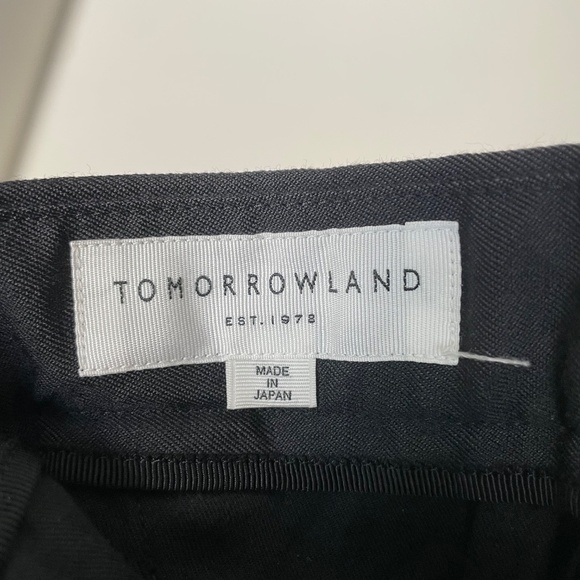 TOMORROWLAND
EST. 1978
MADE
IN
JAPAN